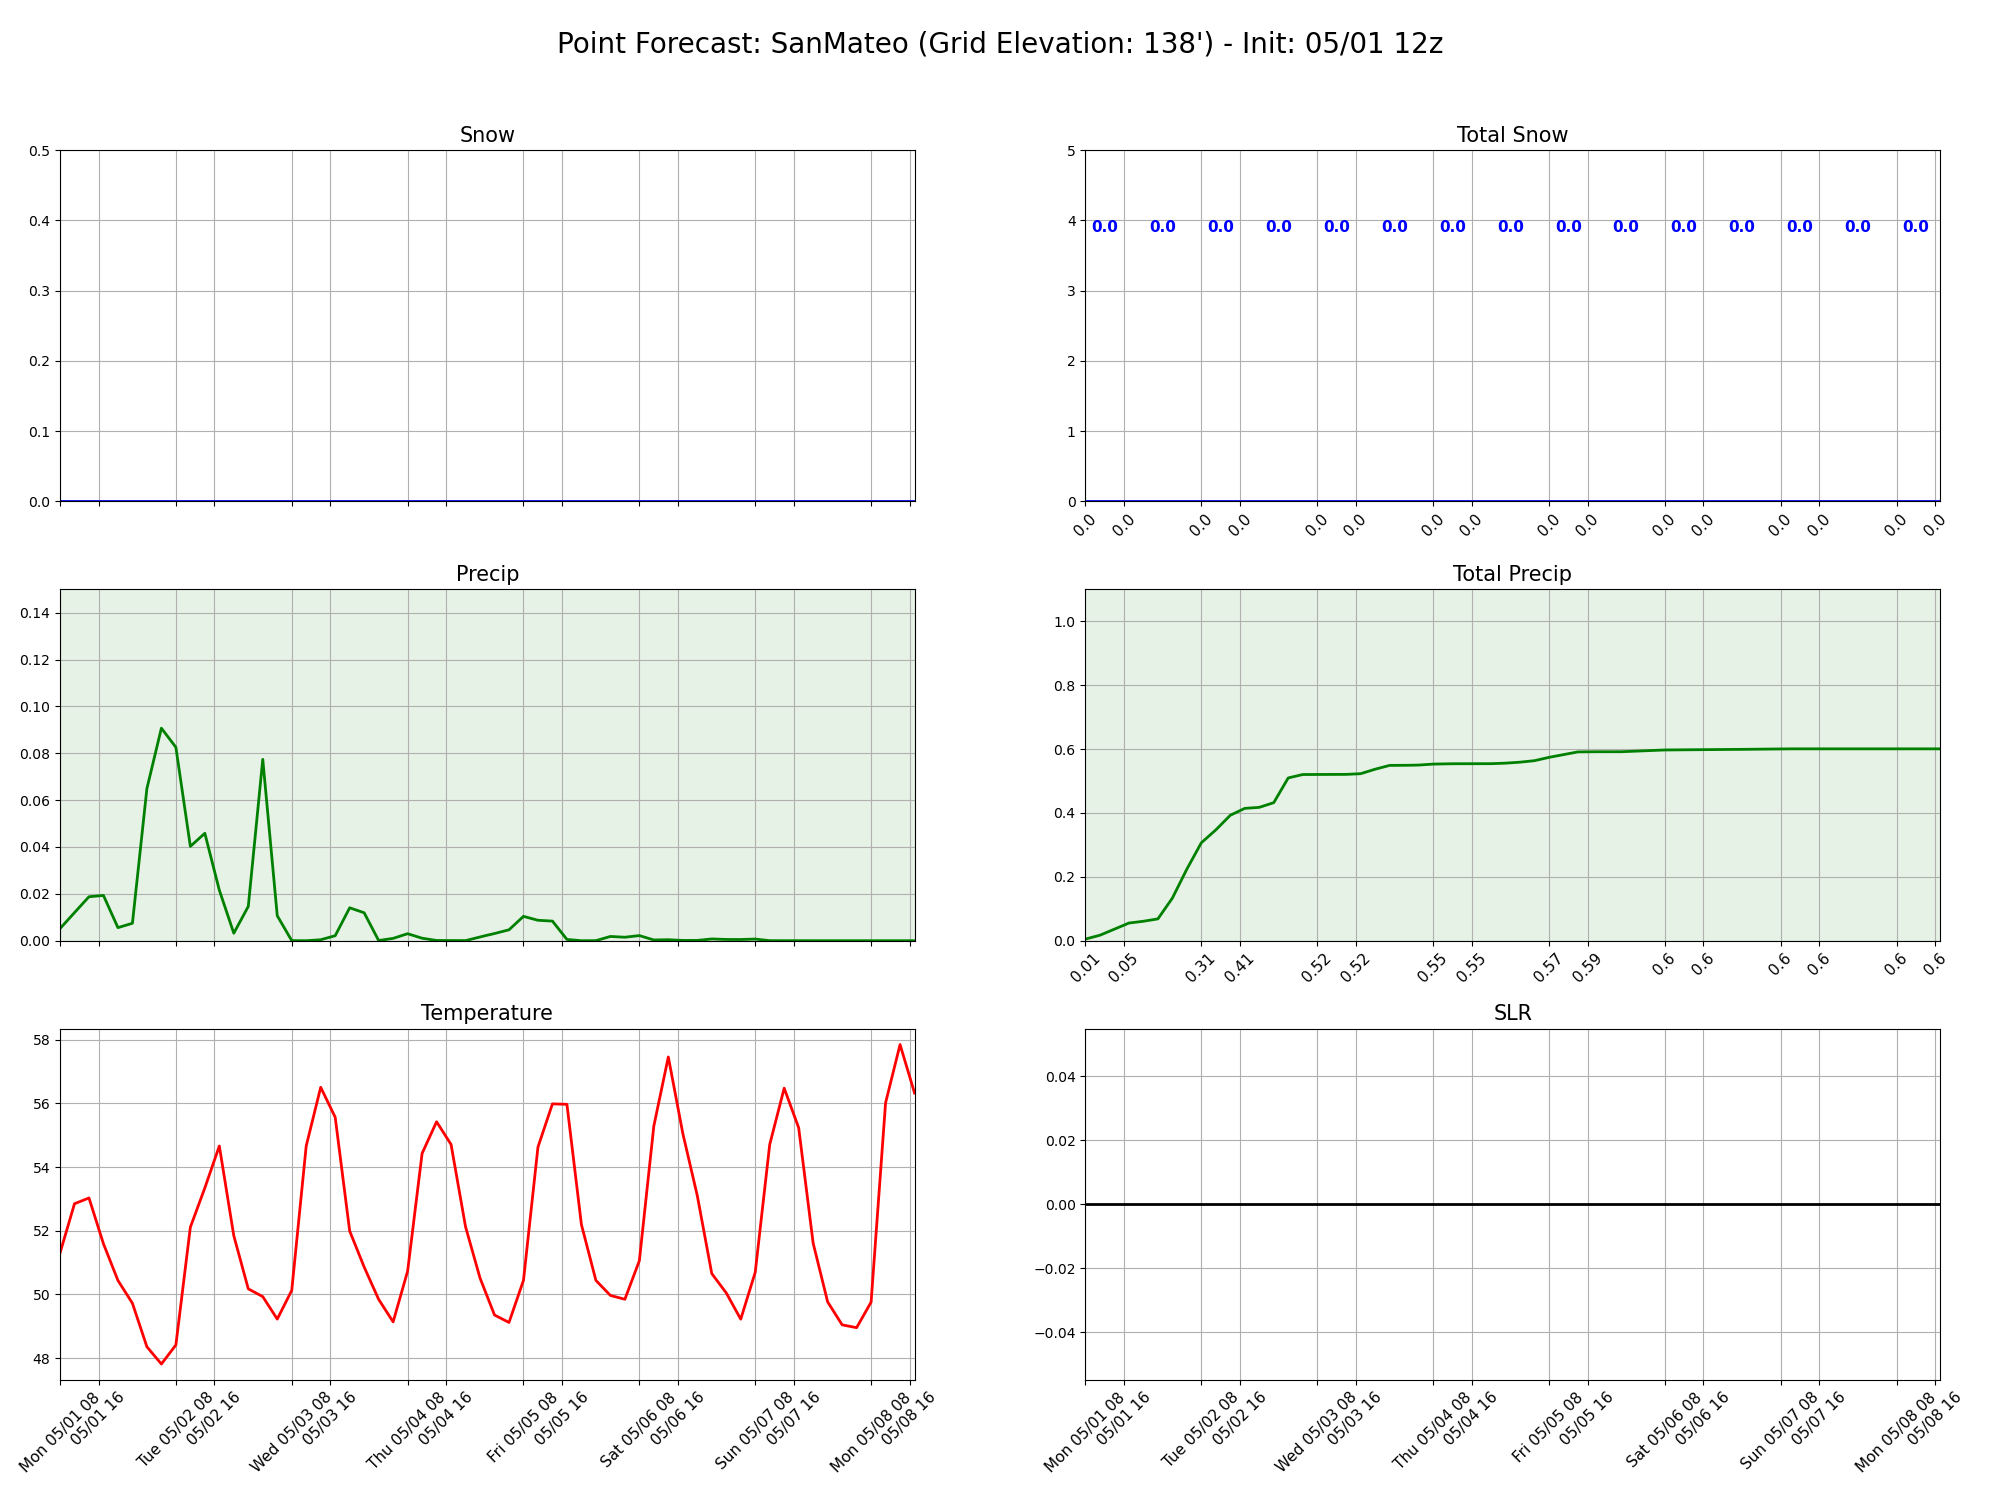 Point Forecast: SanMateo (Grid Elevation: 138') - Init: 05/01 12z
Snow
0.5
0.4
0.3
0.2
0.1
0.0
Total Snow
5
4
3
2
1
0
0.0 0.0 0.0 0.0 0.0 0.0 0.0 0.0 0.0 0.0 0.0 0.0 0.0 0.0 0.0
0.0 0.0 0.0 0.0 0.0 0.0 0.0 0.0 0.0 0.0 0.0 0.0 0.0 0.0 0.0 0.0
Precip
0.14
0.12
0.10
0.08
0.06
0.04
0.02
0.00
Total Precip
1.0
0.8
0.6
0.4
0.2
0.0
0.01 0.05 0.31 0.41 0.52 0.52 0.55 0.55 0.57 0.59 0.6 0.6 0.6 0.6 0.6 0.6
Temperature
58
56
54
52
50
48
Mon 05/01 08
05/01 16
Tue 05/02 08
05/02 16
Wed 05/03 08
05/03 16
Thu 05/04 08
05/04 16
Fri 05/05 08
05/05 16
Sat 05/06 08
05/06 16
Sun 05/07 08
05/07 16
Mon 05/08 08
05/08 16
SLR
0.04
0.02
0.00
−0.02
−0.04
Mon 05/01 08
05/01 16
Tue 05/02 08
05/02 16
Wed 05/03 08
05/03 16
Thu 05/04 08
05/04 16
Fri 05/05 08
05/05 16
Sat 05/06 08
05/06 16
Sun 05/07 08
05/07 16
Mon 05/08 08
05/08 16